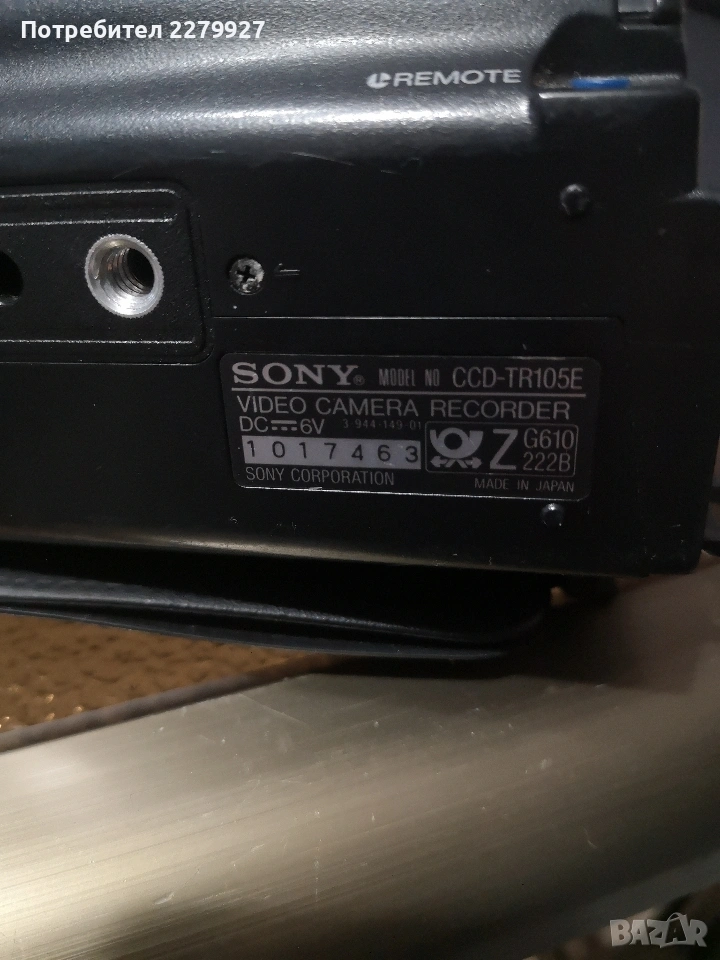 Потребител 2279927
REMOTE
SONY® MODEL NO CCD-TR105E
VIDEO CAMERA RECORDER
DC 6V 3-944-149-01
1017463
Z G610 222B
SONY CORPORATION MADE IN JAPAN
BAZAR